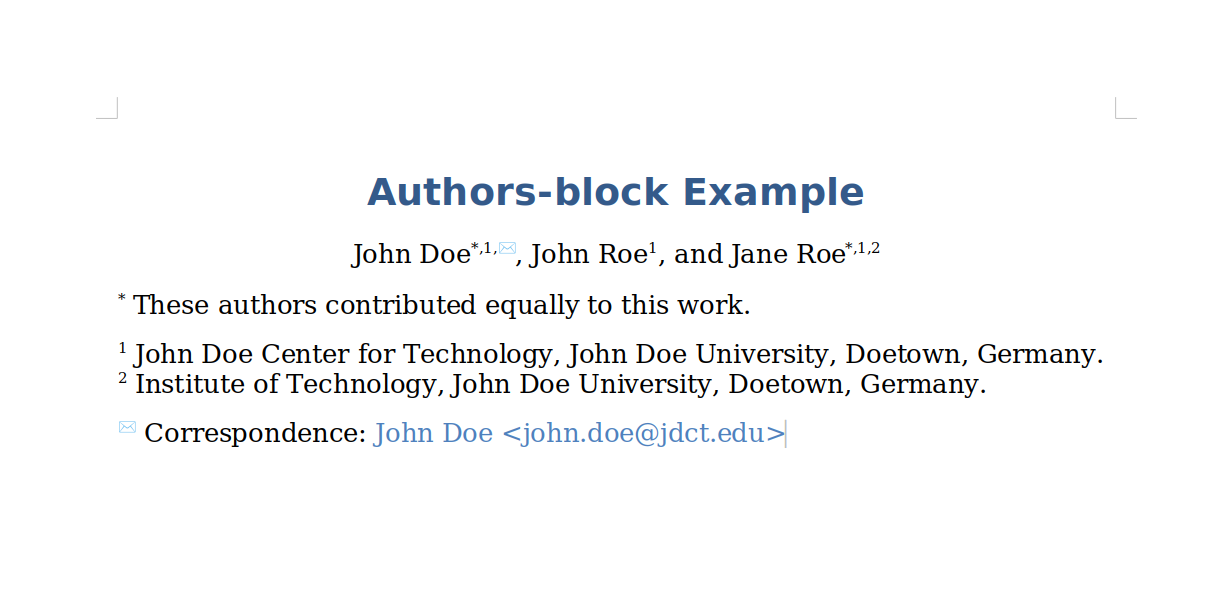 Authors-block Example
John Doe*,1,✉, John Roe1, and Jane Roe*,1,2
* These authors contributed equally to this work.
1 John Doe Center for Technology, John Doe University, Doetown, Germany.
2 Institute of Technology, John Doe University, Doetown, Germany.
✉ Correspondence: John Doe <john.doe@jdct.edu>